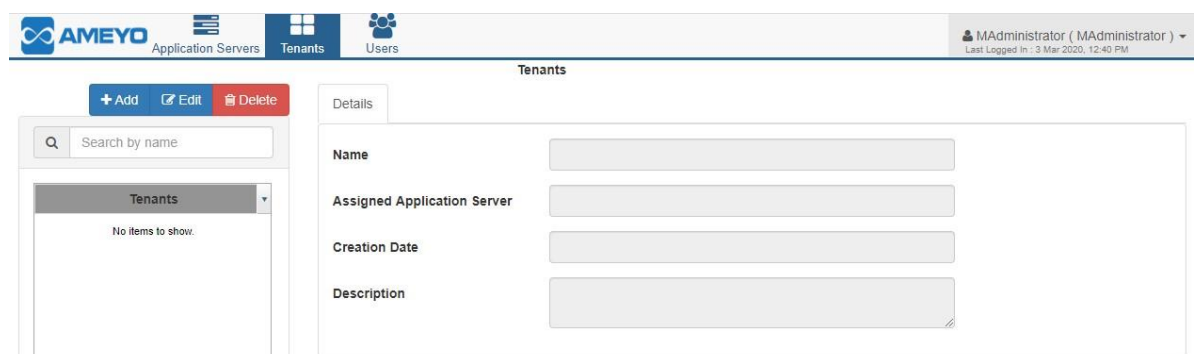 AMEYO
Application Servers
Tenants
Users
MAdministrator ( MAdministrator )
Last Logged In : 3 Mar 2020, 12:40 PM
Tenants
Add
Edit
Delete
Details
Search by name
Name
Tenants
Assigned Application Server
No items to show.
Creation Date
Description